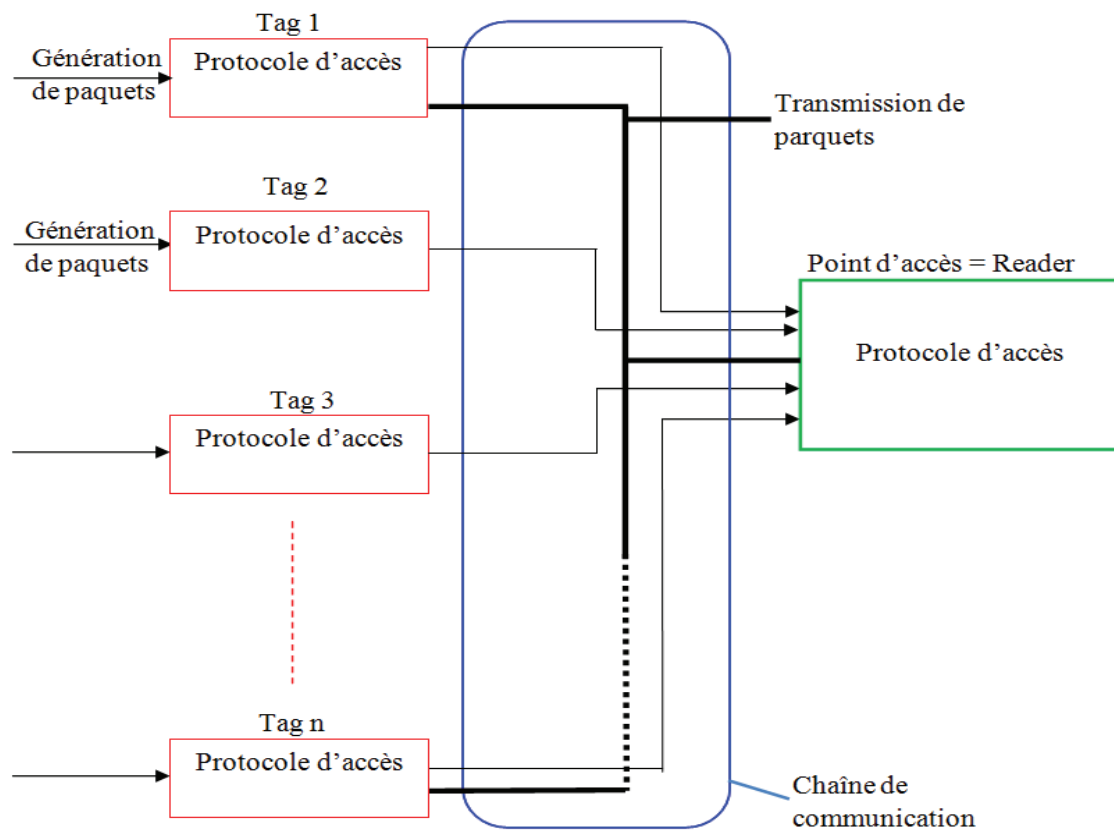 Tag 1
Génération
de paquets
Protocole d'accès
Transmission de
parquets
Tag 2
Génération
de paquets
Protocole d'accès
Point d'accès = Reader
Protocole d'accès
Tag 3
Protocole d'accès
Tag n
Protocole d'accès
Chaîne de
communication